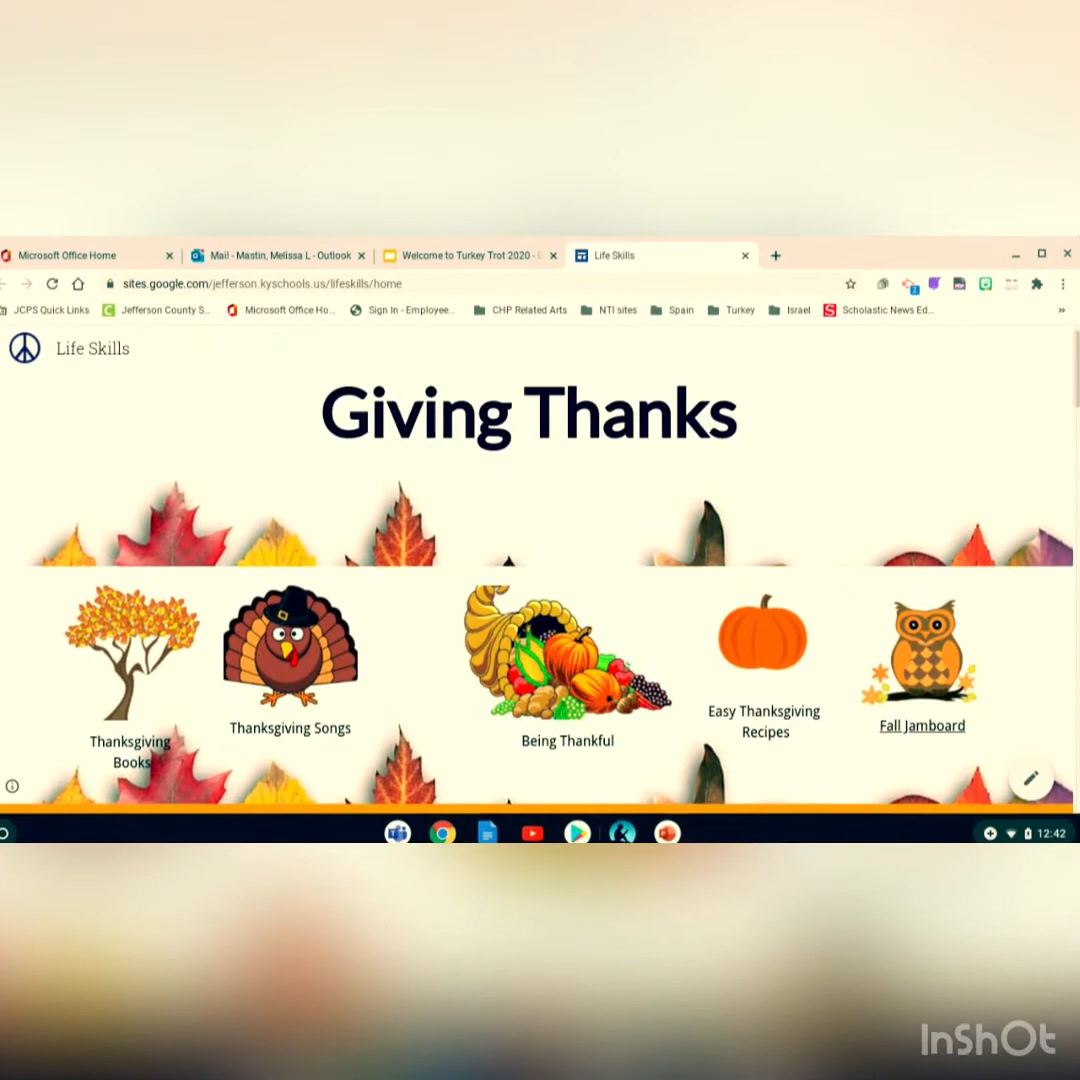 Microsoft Office Home
Mail - Mastin, Melissa L - Outlook
Welcome to Turkey Trot 2020 -
Life Skills
sites.google.com/jefferson.kyschools.us/lifeskills/home
2
JCPS Quick Links
Jefferson County S...
Microsoft Office Ho...
Sign In - Employee...
CHP Related Arts
NTI sites
Spain
Turkey
Israel
S
Scholastic News Ed...
»
Life Skills
Giving Thanks
Thanksgiving
Books
Thanksgiving Songs
Being Thankful
Easy Thanksgiving
Recipes
Fall Jamboard
12:42
InShOt